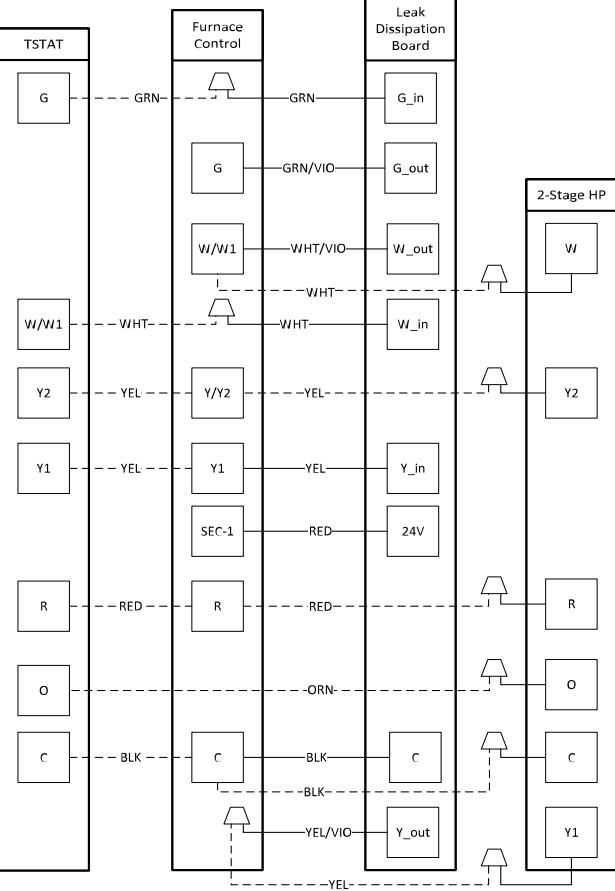 Leak
Dissipation
Board
Furnace
Control
TSTAT
G
GRN
GRN
G_in
G
GRN/VIO
G_out
2-Stage HP
W/W1
WHT/VIO
W_out
W
WHT
W/W1
WHT
WHT
W_in
Y2
YEL
Y/Y2
YEL
Y2
Y1
YEL
Y1
YEL
Y_in
SEC-1
RED
24V
R
RED
R
RED
R
O
ORN
O
C
BLK
C
BLK
C
C
BLK
YEL/VIO
Y_out
Y1
YEL